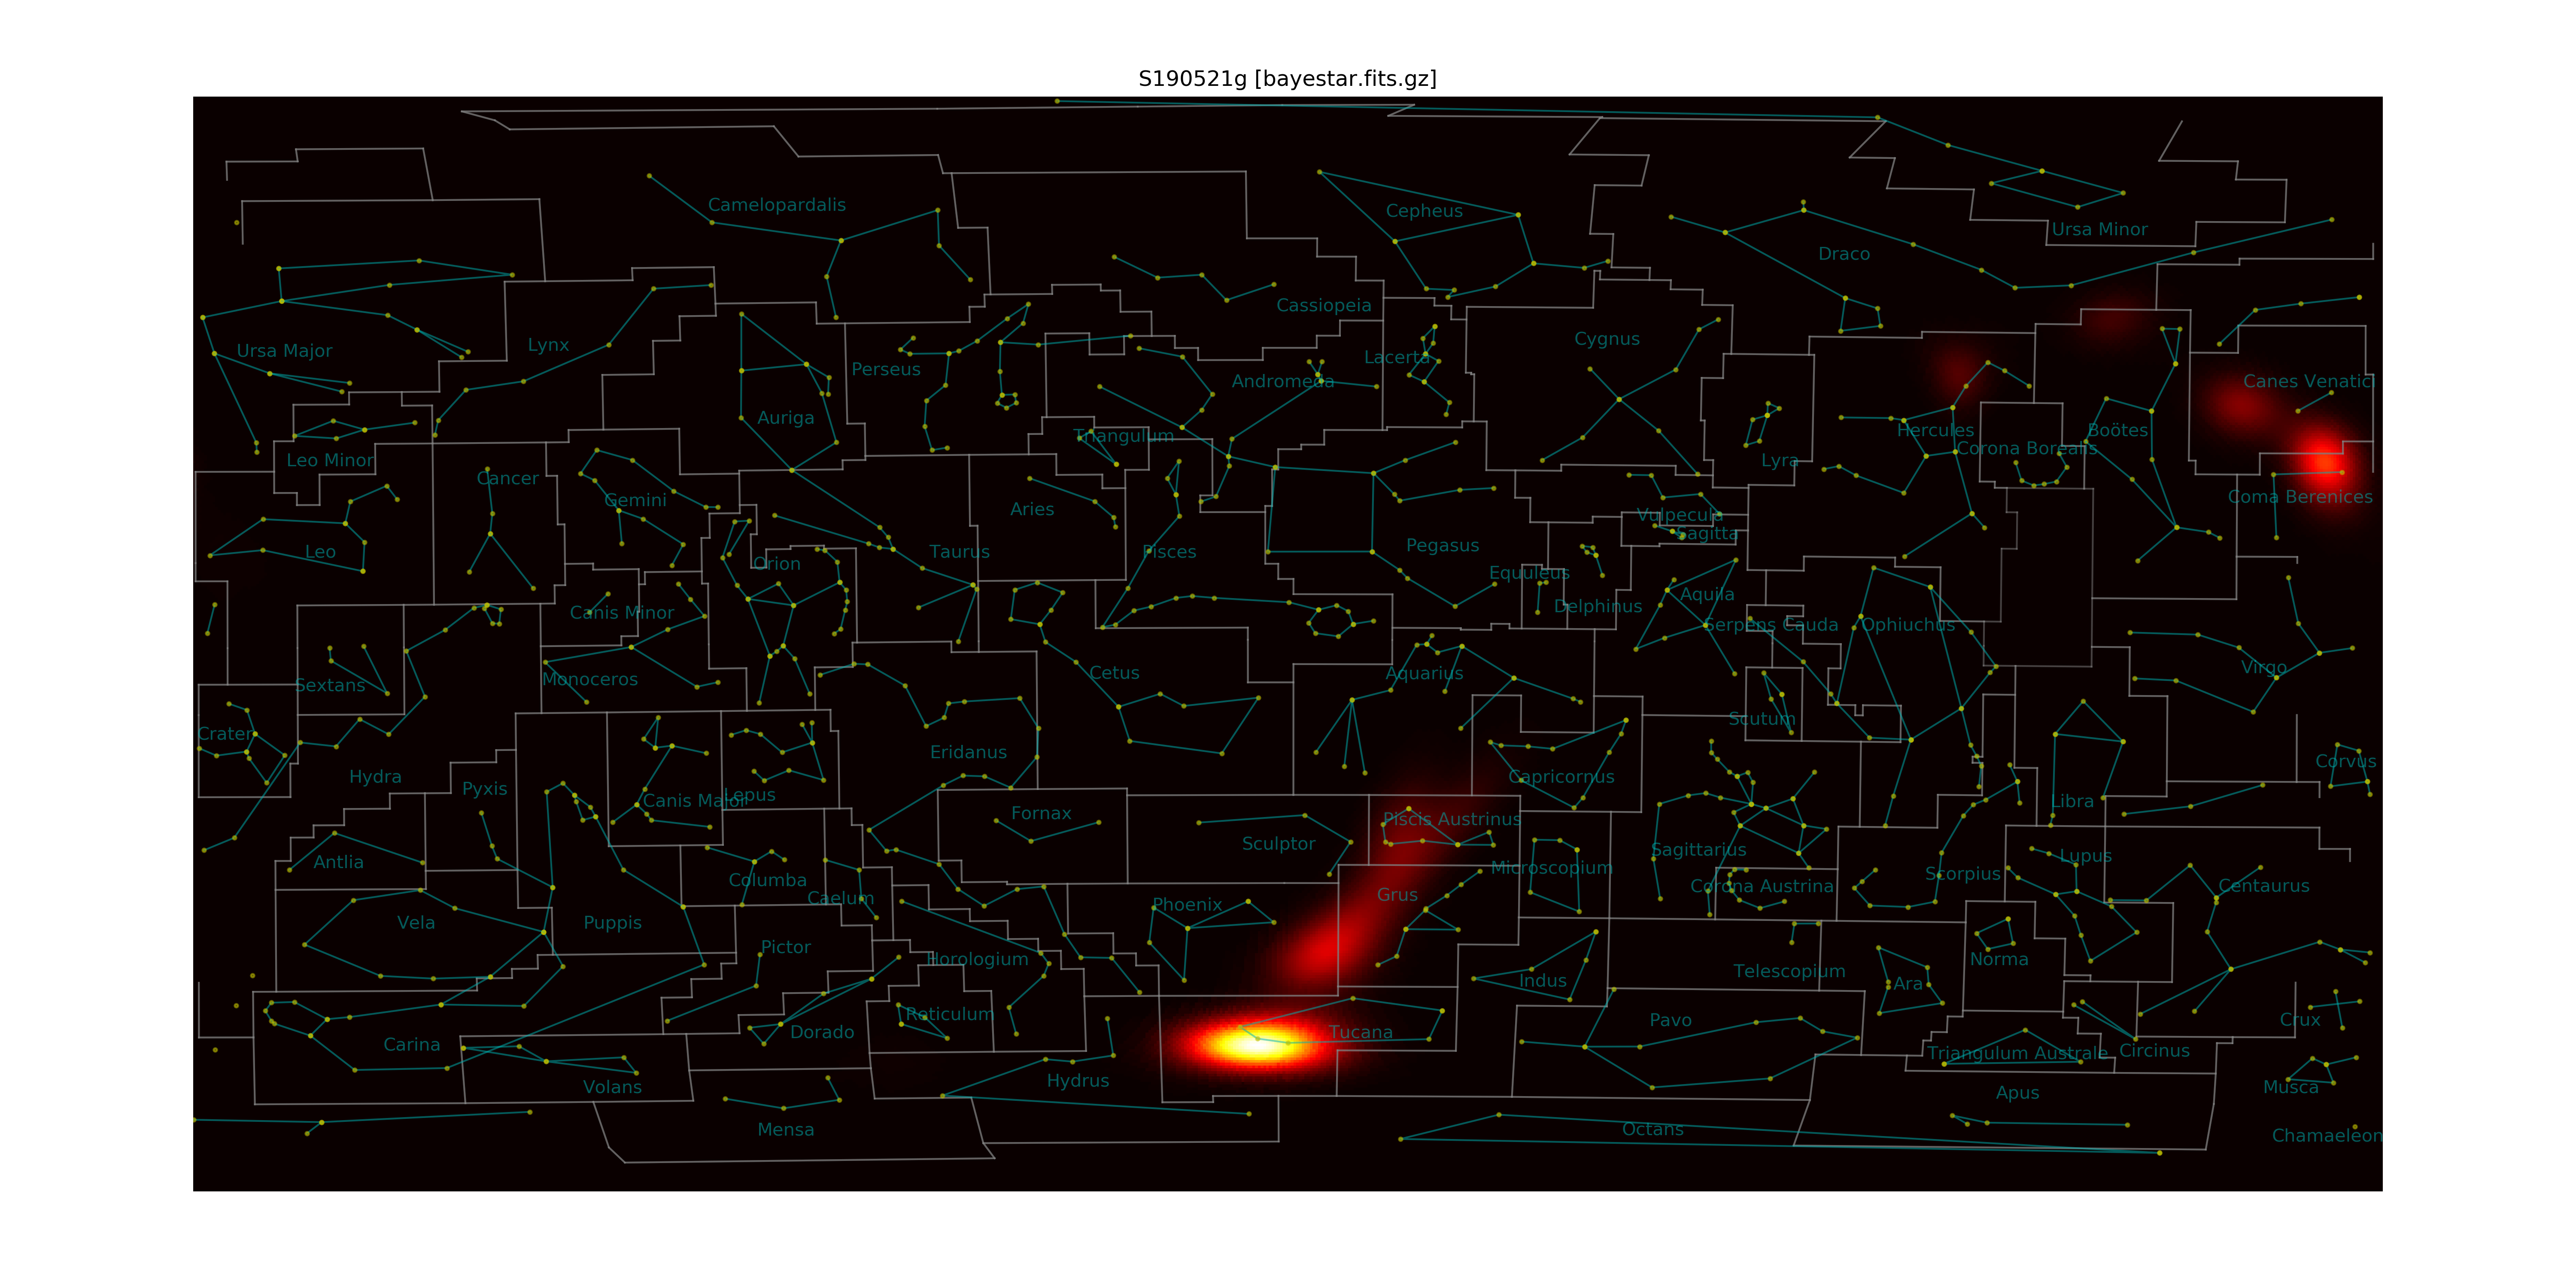 S190521g [bayestar.fits.gz]
Camelopardalis
Cepheus
Ursa Minor
Draco
Cassiopeia
Ursa Major
Lynx
Cygnus
Lacerta
Perseus
Andromeda
Canes Venatici
Auriga
Triangulum
Hercules
Boötes
Corona Borealis
Leo Minor
Lyra
Cancer
Gemini
Coma Berenices
Aries
Vulpecula
Sagitta
Leo
Orion
Taurus
Pisces
Pegasus
Equuleus
Delphinus
Aquila
Canis Minor
Serpens Cauda
Ophiuchus
Sextans
Monoceros
Cetus
Aquarius
Virgo
Crater
Scutum
Eridanus
Hydra
Pyxis
Capricornus
Corvus
Canis Major
Lepus
Fornax
Libra
Piscis Austrinus
Sculptor
Antlia
Sagittarius
Lupus
Microscopium
Columba
Caelum
Grus
Corona Austrina
Scorpius
Centaurus
Phoenix
Vela
Puppis
Pictor
Horologium
Norma
Telescopium
Indus
Ara
Reticulum
Carina
Dorado
Tucana
Pavo
Crux
Triangulum Australe
Circinus
Volans
Hydrus
Apus
Musca
Mensa
Octans
Chamaeleon